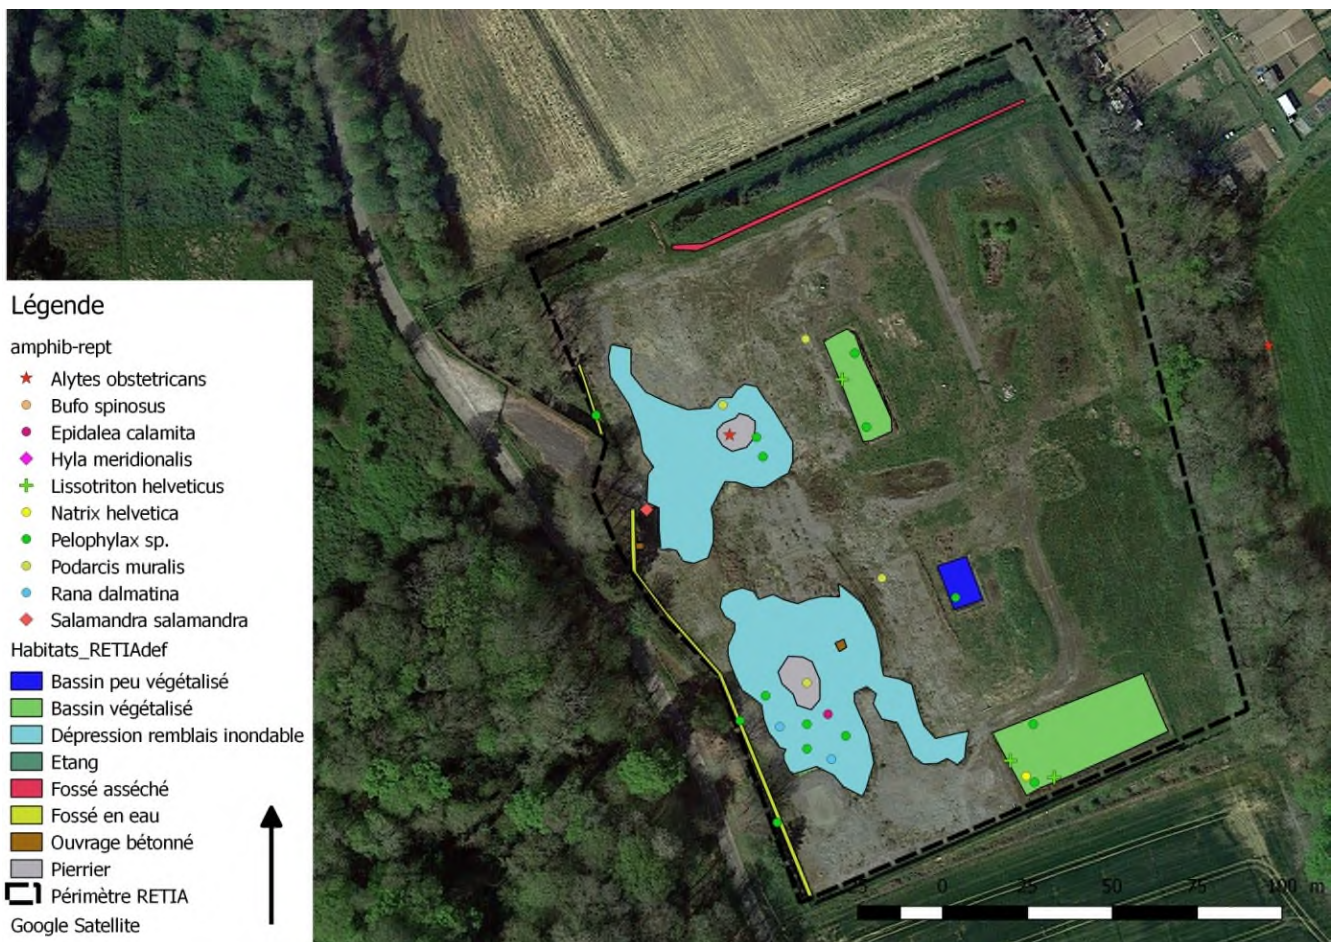 Légende
amphib-rept
Alytes obstetricans
Bufo spinosus
Epidalea calamita
Hyla meridionalis
Lissotriton helveticus
Natrix helvetica
Pelophylax sp.
Podarcis muralis
Rana dalmatina
Salamandra salamandra
Habitats_RETIAdef
Bassin peu végétalisé
Bassin végétalisé
Dépression remblais inondable
Etang
Fossé asséché
Fossé en eau
Ouvrage bétonné
Pierrier
Périmètre RETIA
Google Satellite
0 25 50 75 100 m